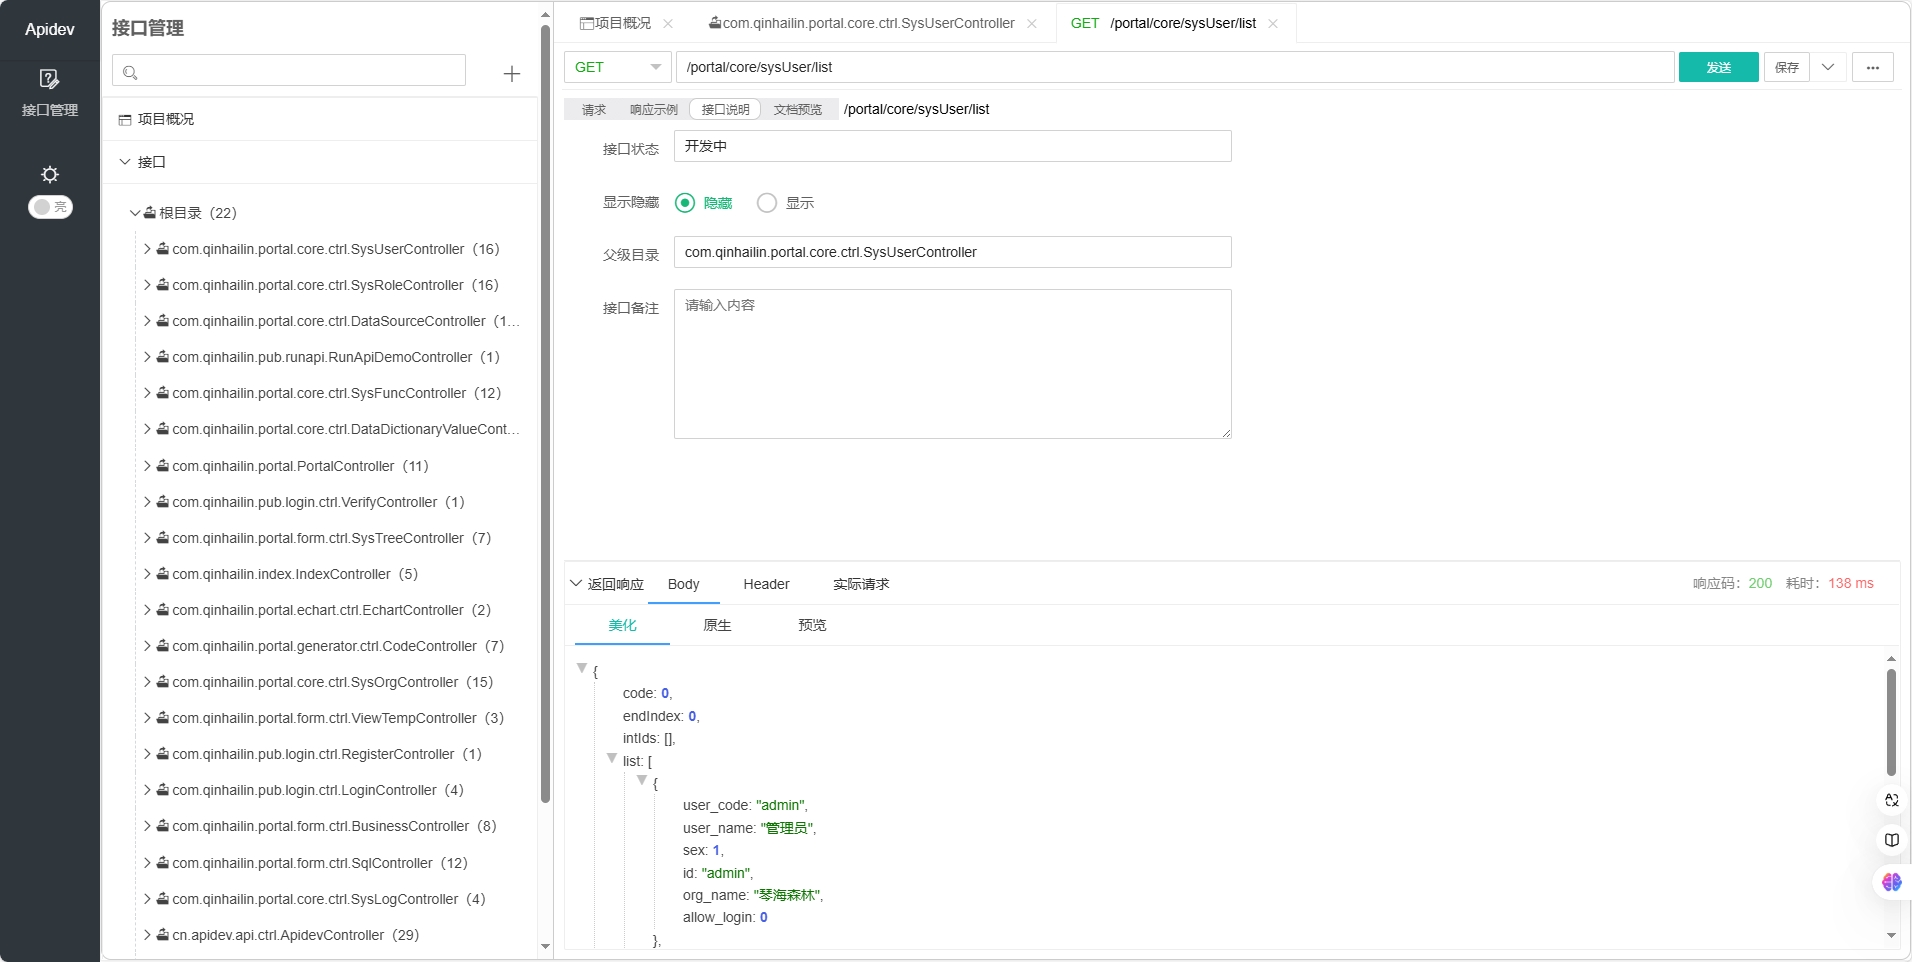 Apidev
接口管理
亮
接口管理
项目概况
接口
根目录（22）
com.qinhailin.portal.core.ctrl.SysUserController（16）
com.qinhailin.portal.core.ctrl.SysRoleController（16）
com.qinhailin.portal.core.ctrl.DataSourceController（1...
com.qinhailin.pub.runapi.RunApiDemoController（1）
com.qinhailin.portal.core.ctrl.SysFuncController（12）
com.qinhailin.portal.core.ctrl.DataDictionaryValueCont...
com.qinhailin.portal.PortalController（11）
com.qinhailin.pub.login.ctrl.VerifyController（1）
com.qinhailin.portal.form.ctrl.SysTreeController（7）
com.qinhailin.index.IndexController（5）
com.qinhailin.portal.echart.ctrl.EchartController（2）
com.qinhailin.portal.generator.ctrl.CodeController（7）
com.qinhailin.portal.core.ctrl.SysOrgController（15）
com.qinhailin.portal.form.ctrl.ViewTempController（3）
com.qinhailin.pub.login.ctrl.RegisterController（1）
com.qinhailin.pub.login.ctrl.LoginController（4）
com.qinhailin.portal.form.ctrl.BusinessController（8）
com.qinhailin.portal.form.ctrl.SqlController（12）
com.qinhailin.portal.core.ctrl.SysLogController（4）
cn.apidev.api.ctrl.ApidevController（29）
项目概况 com.qinhailin.portal.core.ctrl.SysUserController GET /portal/core/sysUser/list
GET /portal/core/sysUser/list 发送 保存 ...
请求 响应示例 接口说明 文档预览 /portal/core/sysUser/list
接口状态 开发中
显示隐藏 隐藏 显示
父级目录 com.qinhailin.portal.core.ctrl.SysUserController
接口备注 请输入内容
返回响应 Body Header 实际请求 响应码：200 耗时：138 ms
美化 原生 预览
{
code: 0,
endIndex: 0,
intIds: [],
list: [
{
user_code: "admin",
user_name: "管理员",
sex: 1,
id: "admin",
org_name: "琴海森林",
allow_login: 0
},